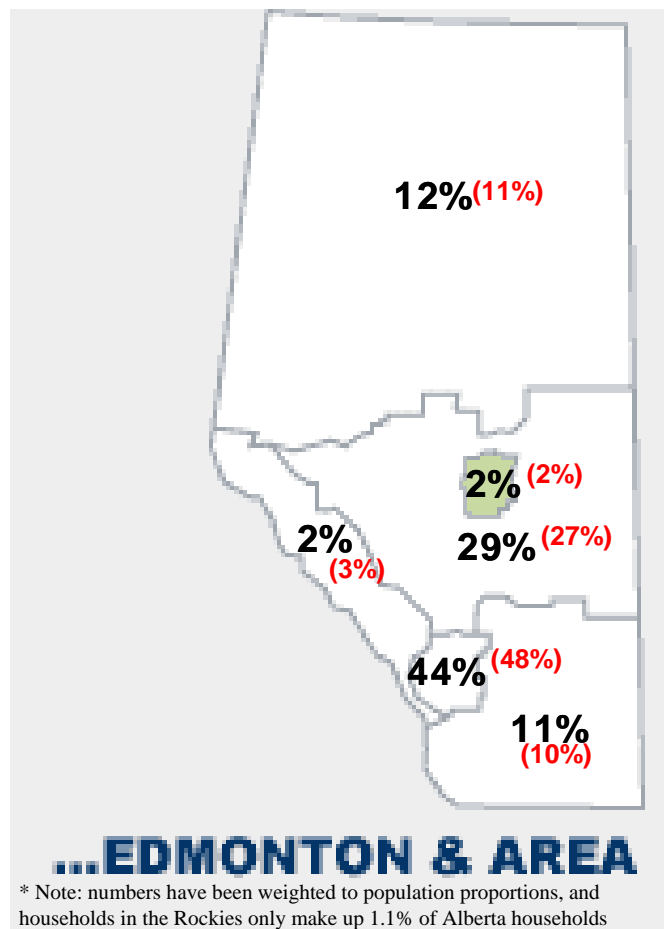 12% (11%)
2% (2%)
2%
29% (27%)
(3%)
44% (48%)
11%
(10%)
...EDMONTON & AREA
* Note: numbers have been weighted to population proportions, and
households in the Rockies only make up 1.1% of Alberta households